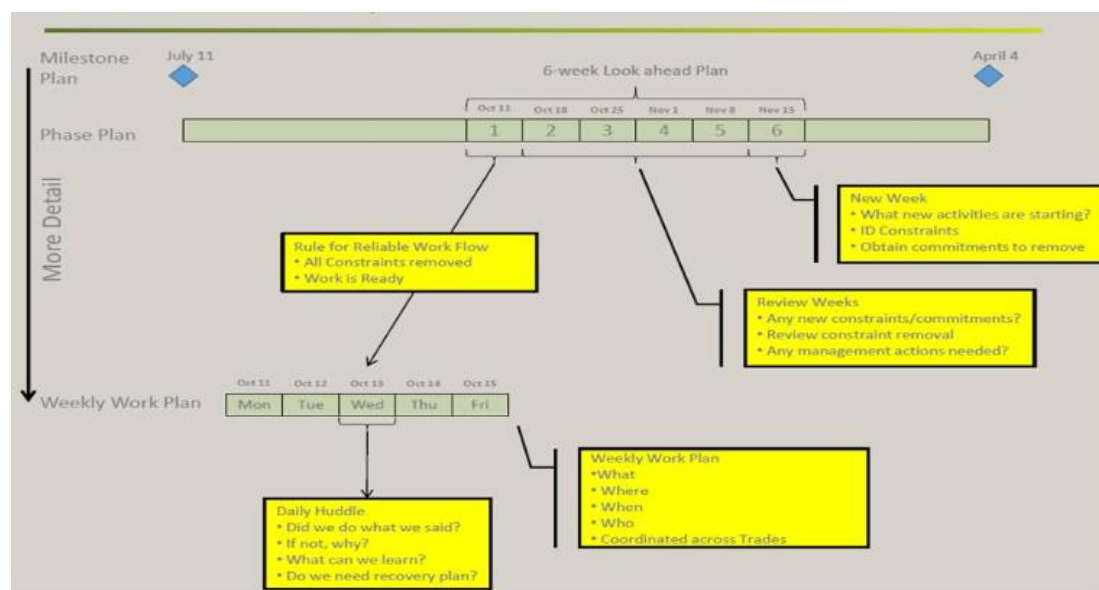 Milestone Plan
July 11
April 4
6-week Look ahead Plan
Oct 11 Oct 18 Oct 25 Nov 1 Nov 8 Nov 15
Phase Plan
1 2 3 4 5 6
More Detail
New Week
• What new activities are starting?
• ID Constraints
• Obtain commitments to remove
Rule for Reliable Work Flow
• All Constraints removed
• Work is Ready
Review Weeks
• Any new constraints/commitments?
• Review constraint removal
• Any management actions needed?
Oct 11 Oct 12 Oct 13 Oct 14 Oct 15
Weekly Work Plan
Mon Tue Wed Thu Fri
Weekly Work Plan
•What
• Where
• When
• Who
• Coordinated across Trades
Daily Huddle
• Did we do what we said?
• If not, why?
• What can we learn?
• Do we need recovery plan?